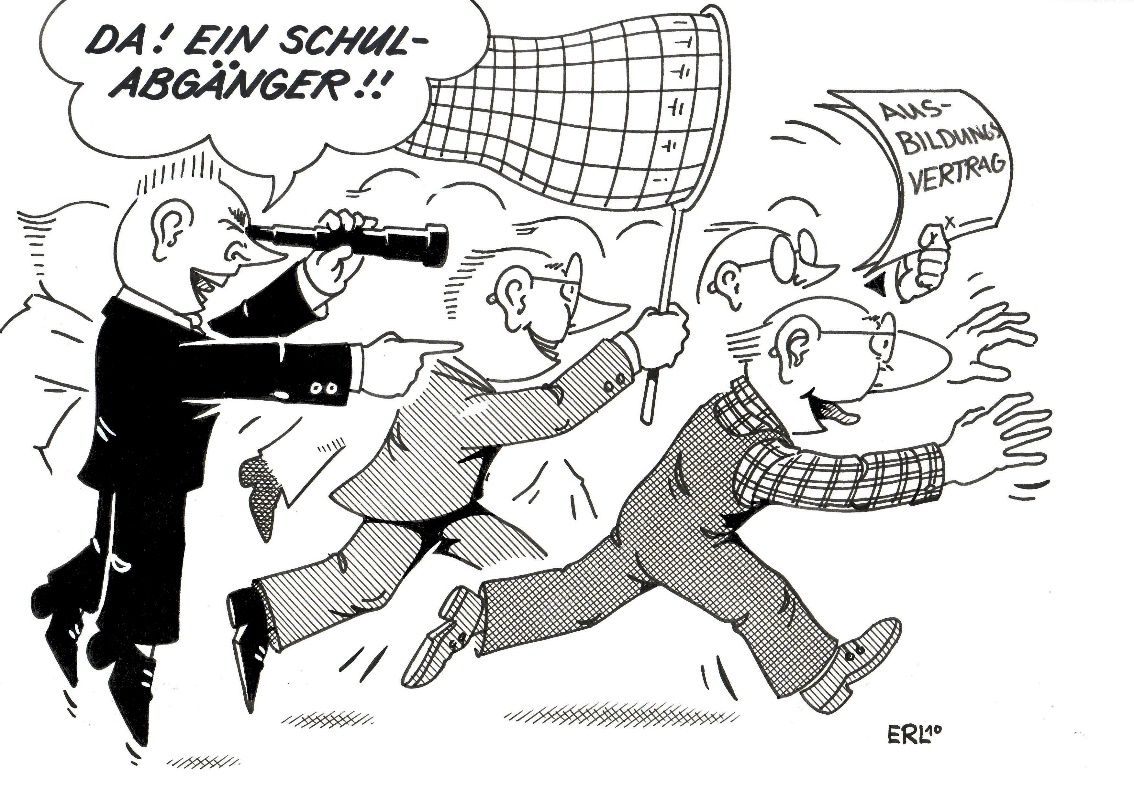 DA! EIN SCHUL-
ABGÄNGER!!
AUS-
BILDUNGS
VERTRAG
x
ERL10